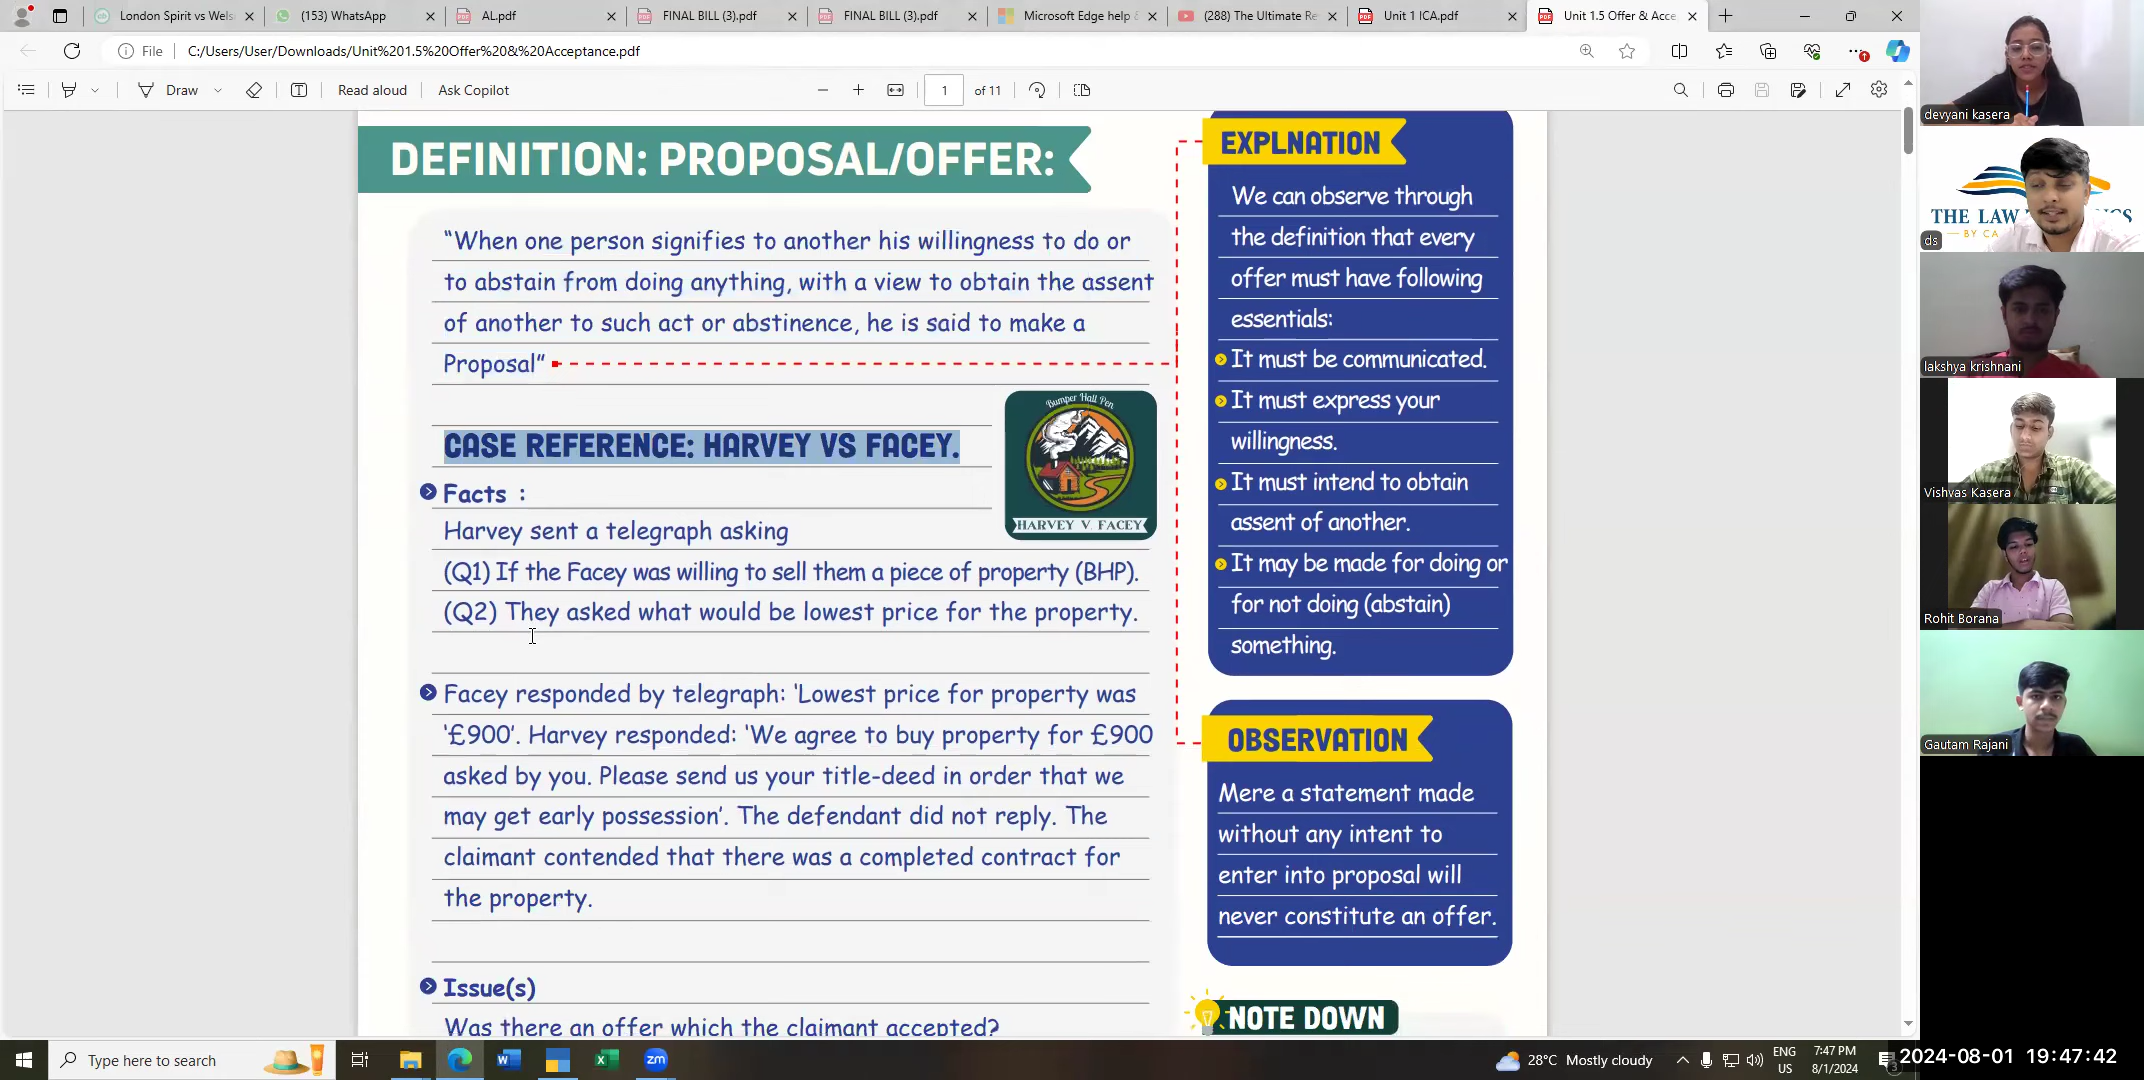 London Spirit vs Wels
(153) WhatsApp
AL.pdf
FINAL BILL (3).pdf
FINAL BILL (3).pdf
Microsoft Edge help &
(288) The Ultimate Re
Unit 1 ICA.pdf
Unit 1.5 Offer & Acce
File
C:/Users/User/Downloads/Unit%201.5%20Offer%20&%20Acceptance.pdf
Draw
Read aloud
Ask Copilot
1
of 11
DEFINITION: PROPOSAL/OFFER:
“When one person signifies to another his willingness to do or
to abstain from doing anything, with a view to obtain the assent
of another to such act or abstinence, he is said to make a
Proposal”
CASE REFERENCE: HARVEY VS FACEY.
Bumper Hall Pen
HARVEY V. FACEY
Facts :
Harvey sent a telegraph asking
(Q1) If the Facey was willing to sell them a piece of property (BHP).
(Q2) They asked what would be lowest price for the property.
Facey responded by telegraph: ‘Lowest price for property was
‘£900’. Harvey responded: ‘We agree to buy property for £900
asked by you. Please send us your title-deed in order that we
may get early possession’. The defendant did not reply. The
claimant contended that there was a completed contract for
the property.
Issue(s)
Was there an offer which the claimant accepted?
EXPLNATION
We can observe through
the definition that every
offer must have following
essentials:
It must be communicated.
It must express your
willingness.
It must intend to obtain
assent of another.
It may be made for doing or
for not doing (abstain)
something.
OBSERVATION
Mere a statement made
without any intent to
enter into proposal will
never constitute an offer.
NOTE DOWN
devyani kasera
THE LAW
BY CA
ds
lakshya krishnani
Vishvas Kasera
Rohit Borana
Gautam Rajani
Type here to search
28°C Mostly cloudy
ENG
US
7:47 PM
8/1/2024
3
2024-08-01 19:47:42